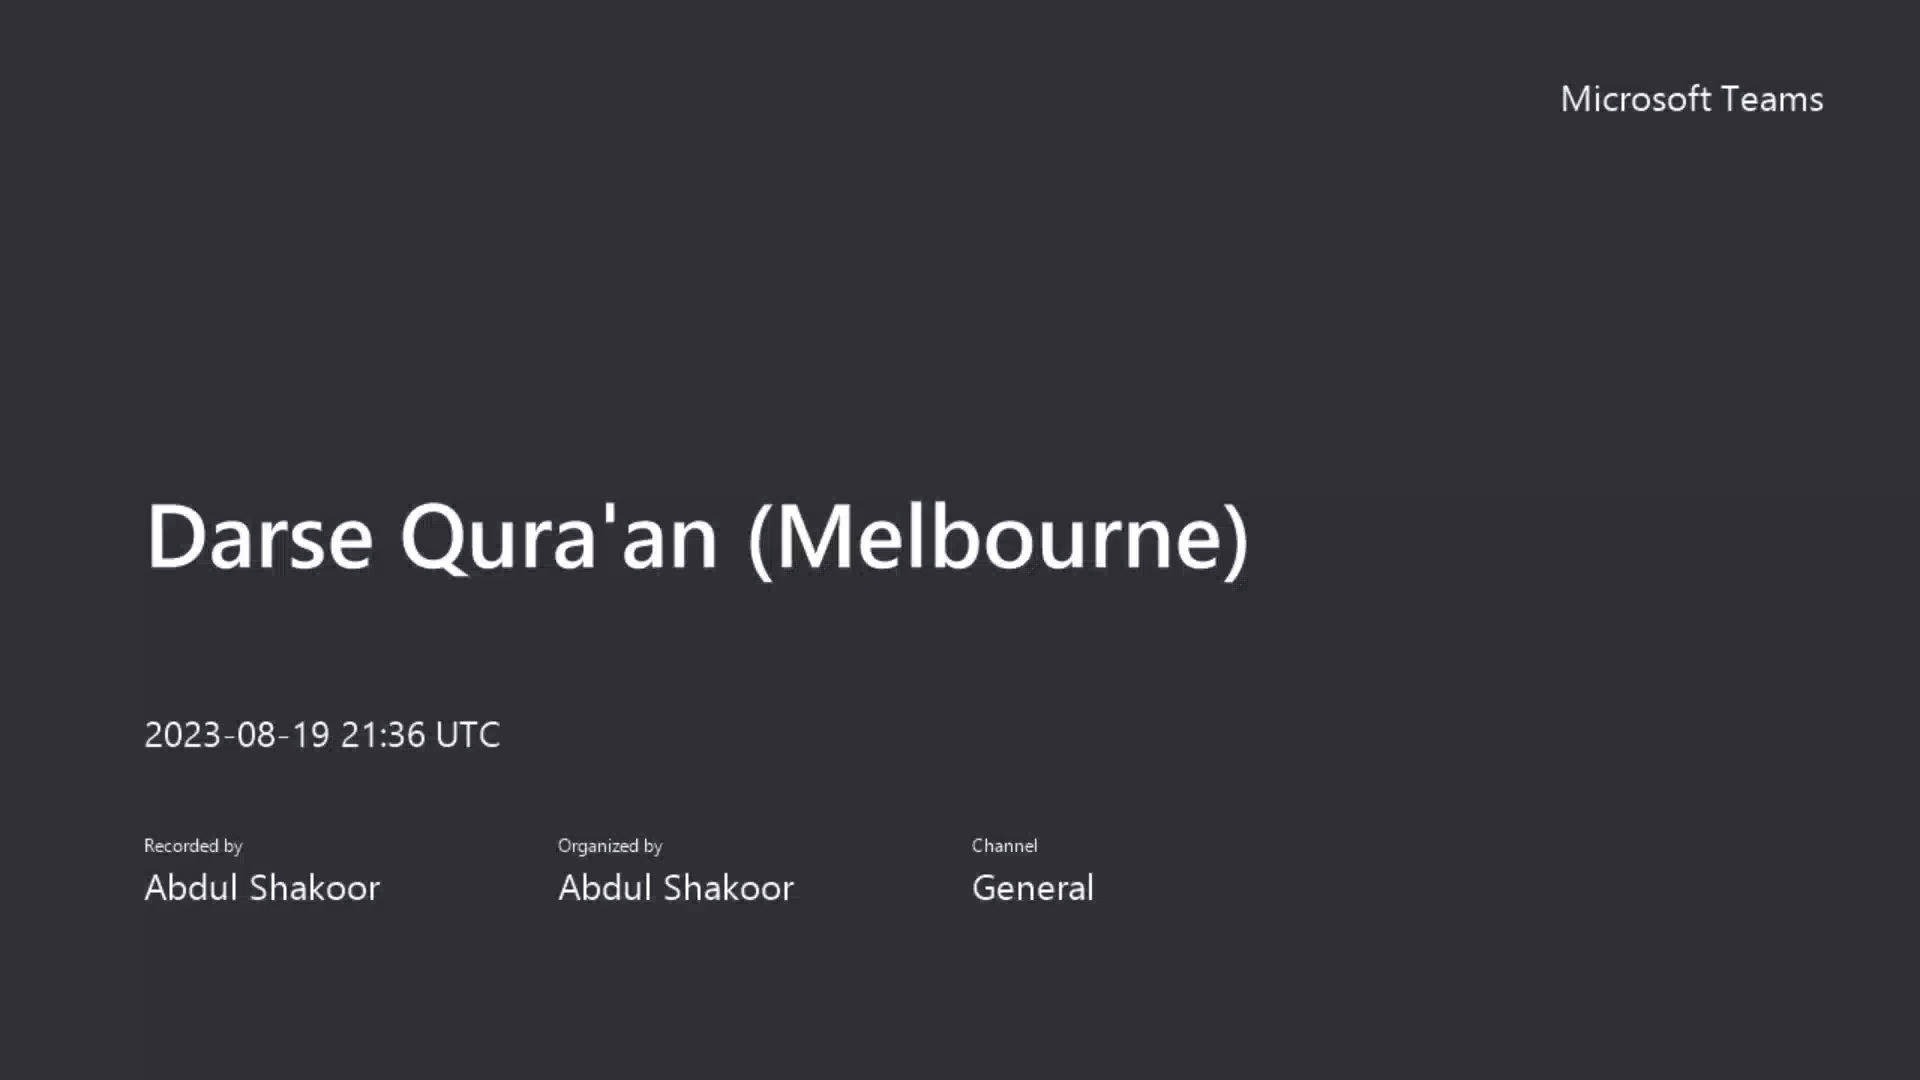 Microsoft Teams
Darse Qura'an (Melbourne)
2023-08-19 21:36 UTC
Recorded by
Abdul Shakoor
Organized by
Abdul Shakoor
Channel
General